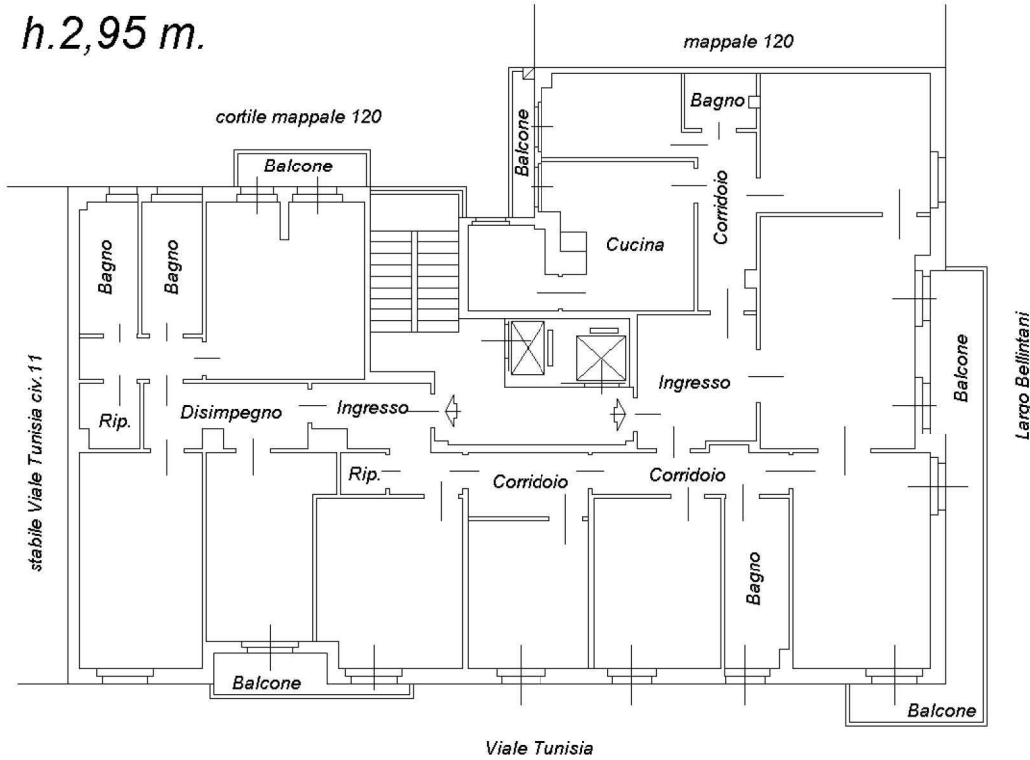 h.2,95 m.
mappale 120
Bagno
cortile mappale 120
Balcone
Balcone
Corridoio
Cucina
Bagno
Bagno
Balcone
Largo Bellintani
Ingresso
Rip.
Disimpegno
Ingresso
stabile Viale Tunisia civ.11
Rip.
Corridoio
Corridoio
Bagno
Balcone
Balcone
Viale Tunisia